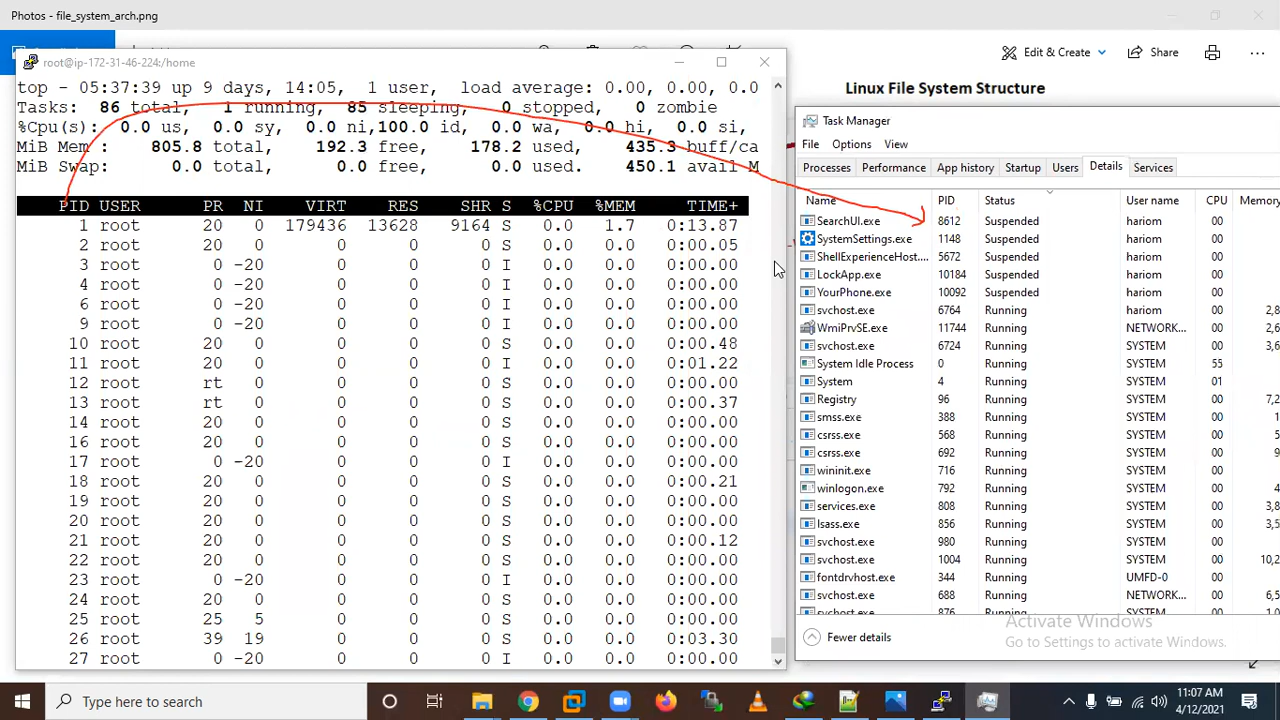 Photos - file_system_arch.png
Edit & Create
Share
root@ip-172-31-46-224:/home
top - 05:37:39 up 9 days, 14:05, 1 user, load average: 0.00, 0.00, 0.0
Tasks: 86 total, 1 running, 85 sleeping, 0 stopped, 0 zombie
%Cpu(s): 0.0 us, 0.0 sy, 0.0 ni,100.0 id, 0.0 wa, 0.0 hi, 0.0 si,
MiB Mem : 805.8 total, 192.3 free, 178.2 used, 435.3 buff/ca
MiB Swap: 0.0 total, 0.0 free, 0.0 used. 450.1 avail M
PID USER PR NI VIRT RES SHR S %CPU %MEM TIME+
1 root 20 0 179436 13628 9164 S 0.0 1.7 0:13.87
2 root 20 0 0 0 0 S 0.0 0.0 0:00.05
3 root 0 -20 0 0 0 I 0.0 0.0 0:00.00
4 root 0 -20 0 0 0 I 0.0 0.0 0:00.00
6 root 0 -20 0 0 0 I 0.0 0.0 0:00.00
9 root 0 -20 0 0 0 I 0.0 0.0 0:00.00
10 root 20 0 0 0 0 S 0.0 0.0 0:00.48
11 root 20 0 0 0 0 I 0.0 0.0 0:01.22
12 root rt 0 0 0 0 S 0.0 0.0 0:00.00
13 root rt 0 0 0 0 S 0.0 0.0 0:00.37
14 root 20 0 0 0 0 S 0.0 0.0 0:00.00
16 root 20 0 0 0 0 S 0.0 0.0 0:00.00
17 root 0 -20 0 0 0 I 0.0 0.0 0:00.00
18 root 20 0 0 0 0 S 0.0 0.0 0:00.21
19 root 20 0 0 0 0 S 0.0 0.0 0:00.00
20 root 20 0 0 0 0 S 0.0 0.0 0:00.00
21 root 20 0 0 0 0 S 0.0 0.0 0:00.12
22 root 20 0 0 0 0 S 0.0 0.0 0:00.00
23 root 0 -20 0 0 0 I 0.0 0.0 0:00.00
24 root 20 0 0 0 0 S 0.0 0.0 0:00.00
25 root 25 5 0 0 0 S 0.0 0.0 0:00.00
26 root 39 19 0 0 0 S 0.0 0.0 0:03.30
27 root 0 -20 0 0 0 I 0.0 0.0 0:00.00
Linux File System Structure
Task Manager
File Options View
Processes Performance App history Startup Users Details Services
Name PID Status User name CPU Memory
SearchUI.exe 8612 Suspended hariom 00
SystemSettings.exe 1148 Suspended hariom 00
ShellExperienceHost.... 5672 Suspended hariom 00
LockApp.exe 10184 Suspended hariom 00
YourPhone.exe 10092 Suspended hariom 00
svchost.exe 6764 Running hariom 00 2,8
WmiPrvSE.exe 11744 Running NETWORK... 00 2,6
svchost.exe 6724 Running SYSTEM 00 3,6
System Idle Process 0 Running SYSTEM 55
System 4 Running SYSTEM 01
Registry 96 Running SYSTEM 00 7,2
smss.exe 388 Running SYSTEM 00 1
csrss.exe 568 Running SYSTEM 00 5
csrss.exe 692 Running SYSTEM 00 9
wininit.exe 716 Running SYSTEM 00
winlogon.exe 792 Running SYSTEM 00 4
services.exe 808 Running SYSTEM 00 3,8
lsass.exe 856 Running SYSTEM 00 3,5
svchost.exe 980 Running SYSTEM 00
svchost.exe 1004 Running SYSTEM 00 10,2
fontdrvhost.exe 344 Running UMFD-0 00
svchost.exe 688 Running NETWORK... 00 6,5
svchost.exe 876 Running SYSTEM 00 1,0
Fewer details
Activate Windows
Go to Settings to activate Windows.
Type here to search
11:07 AM
4/12/2021